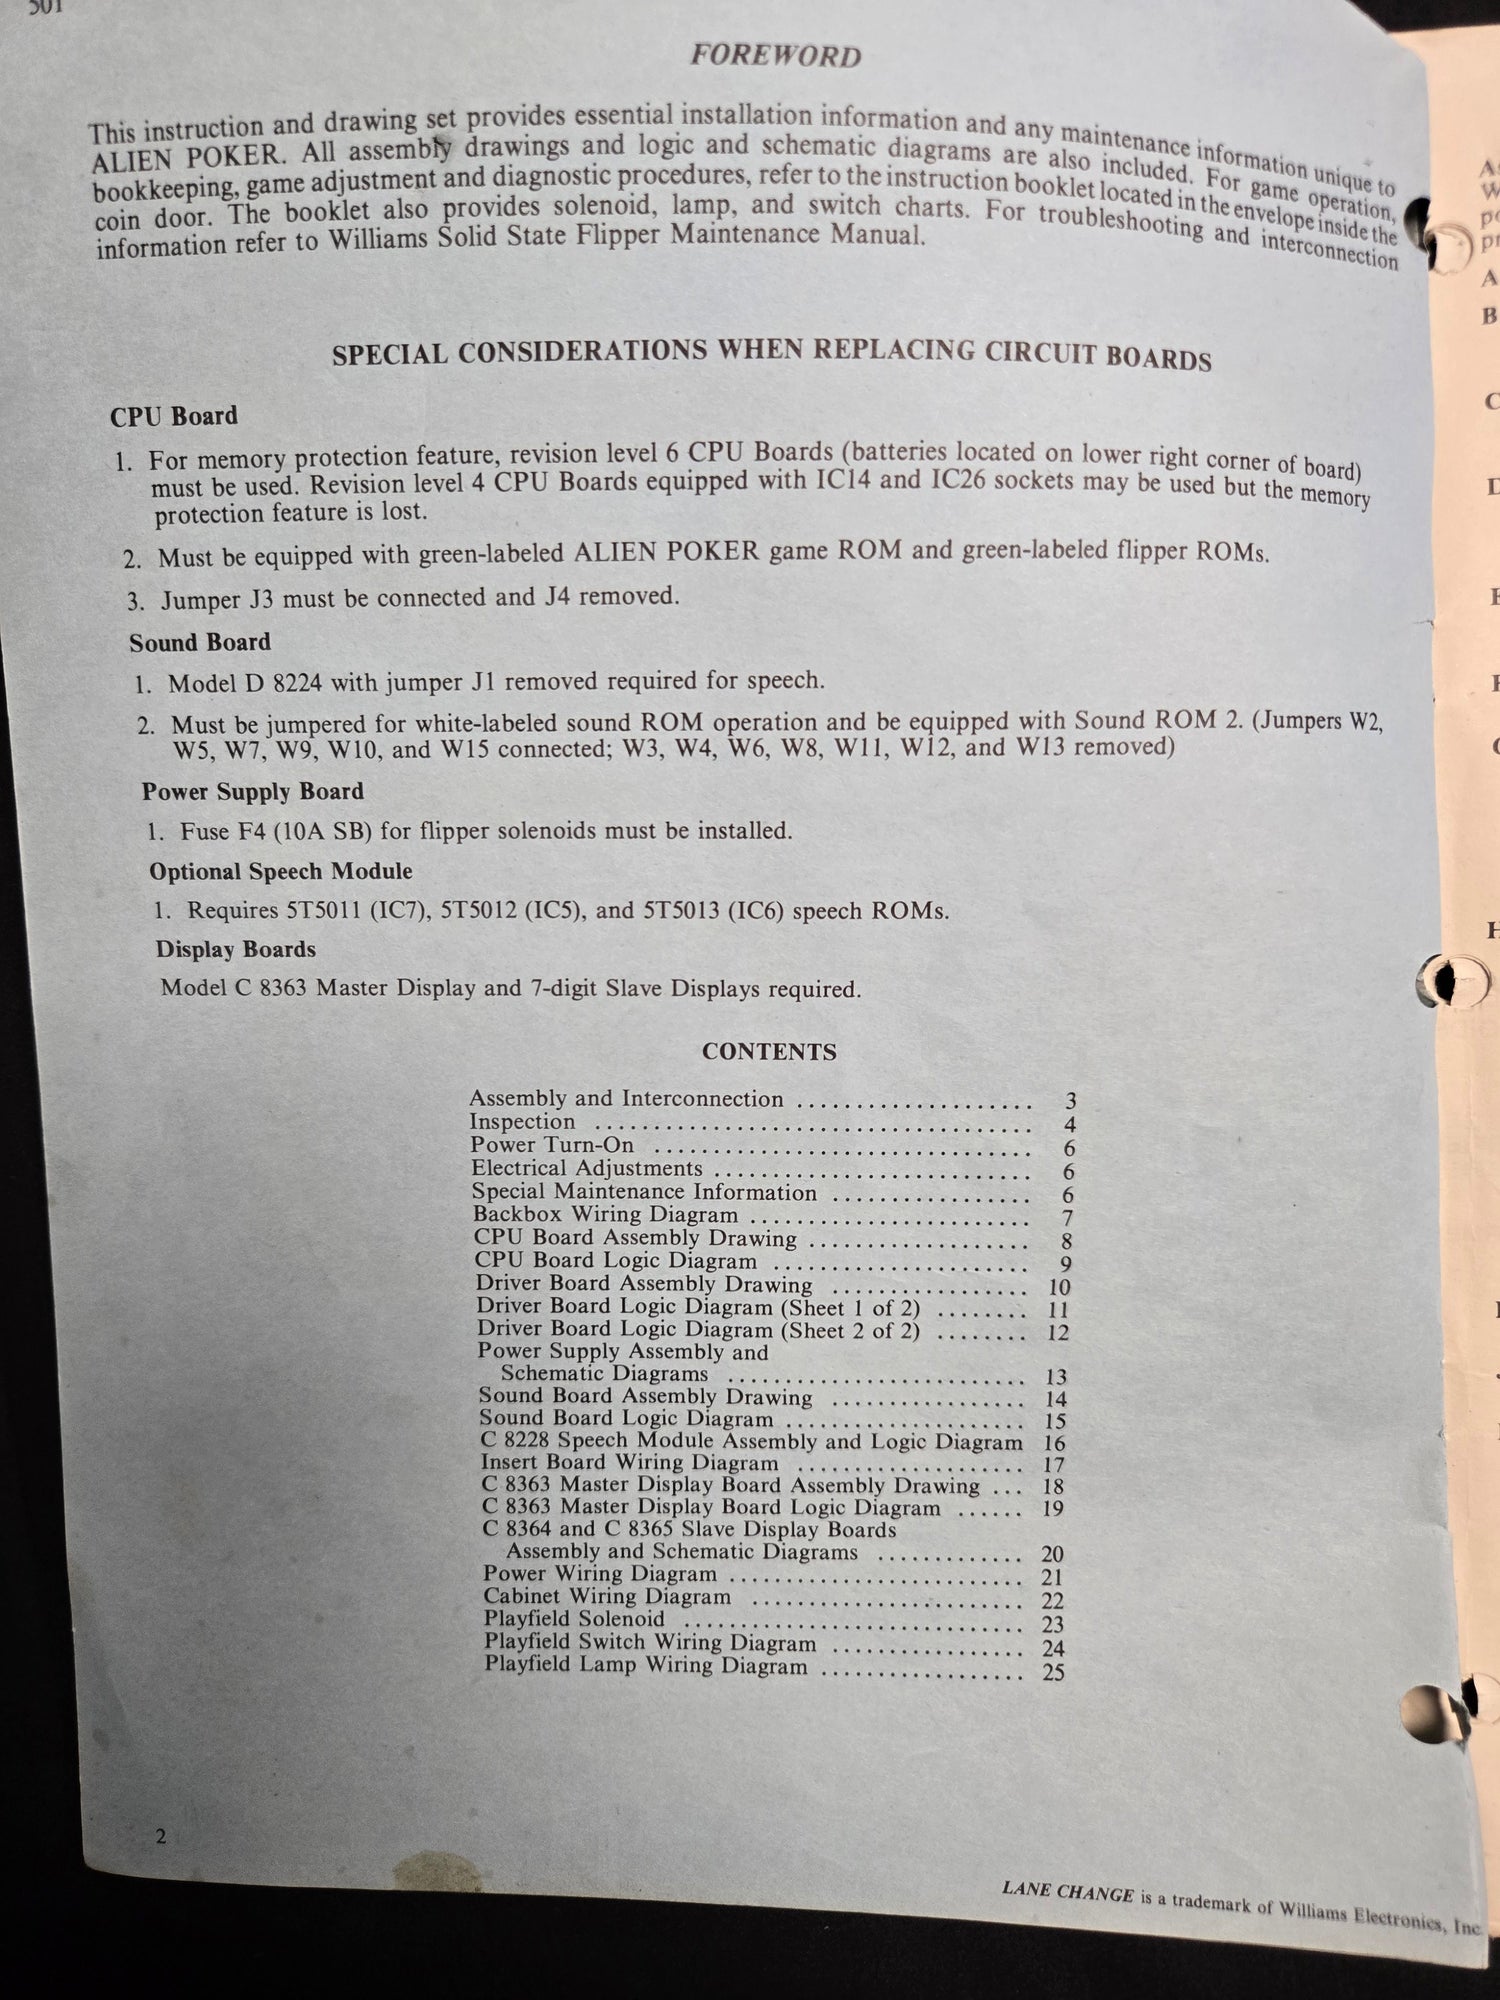 501
FOREWORD
This instruction and drawing set provides essential installation information and any maintenance information unique to
ALIEN POKER. All assembly drawings and logic and schematic diagrams are also included. For game operation,
bookkeeping, game adjustment and diagnostic procedures, refer to the instruction booklet located in the envelope inside the
coin door. The booklet also provides solenoid, lamp, and switch charts. For troubleshooting and interconnection
information refer to Williams Solid State Flipper Maintenance Manual.
SPECIAL CONSIDERATIONS WHEN REPLACING CIRCUIT BOARDS
CPU Board
1. For memory protection feature, revision level 6 CPU Boards (batteries located on lower right corner of board)
must be used. Revision level 4 CPU Boards equipped with IC14 and IC26 sockets may be used but the memory
protection feature is lost.
2. Must be equipped with green-labeled ALIEN POKER game ROM and green-labeled flipper ROMs.
3. Jumper J3 must be connected and J4 removed.
Sound Board
1. Model D 8224 with jumper J1 removed required for speech.
2. Must be jumpered for white-labeled sound ROM operation and be equipped with Sound ROM 2. (Jumpers W2,
W5, W7, W9, W10, and W15 connected; W3, W4, W6, W8, W11, W12, and W13 removed)
Power Supply Board
1. Fuse F4 (10A SB) for flipper solenoids must be installed.
Optional Speech Module
1. Requires 5T5011 (IC7), 5T5012 (IC5), and 5T5013 (IC6) speech ROMs.
Display Boards
Model C 8363 Master Display and 7-digit Slave Displays required.
CONTENTS
Assembly and Interconnection ..................... 3
Inspection ...................................... 4
Power Turn-On ................................. 6
Electrical Adjustments ............................ 6
Special Maintenance Information .................. 6
Backbox Wiring Diagram ......................... 7
CPU Board Assembly Drawing .................... 8
CPU Board Logic Diagram ....................... 9
Driver Board Assembly Drawing .................. 10
Driver Board Logic Diagram (Sheet 1 of 2) ........ 11
Driver Board Logic Diagram (Sheet 2 of 2) ........ 12
Power Supply Assembly and
Schematic Diagrams .......................... 13
Sound Board Assembly Drawing .................. 14
Sound Board Logic Diagram ...................... 15
C 8228 Speech Module Assembly and Logic Diagram 16
Insert Board Wiring Diagram ..................... 17
C 8363 Master Display Board Assembly Drawing ... 18
C 8363 Master Display Board Logic Diagram ...... 19
C 8364 and C 8365 Slave Display Boards
Assembly and Schematic Diagrams ............. 20
Power Wiring Diagram .......................... 21
Cabinet Wiring Diagram ........................ 22
Playfield Solenoid .............................. 23
Playfield Switch Wiring Diagram .................. 24
Playfield Lamp Wiring Diagram ................... 25
2
LANE CHANGE is a trademark of Williams Electronics, Inc